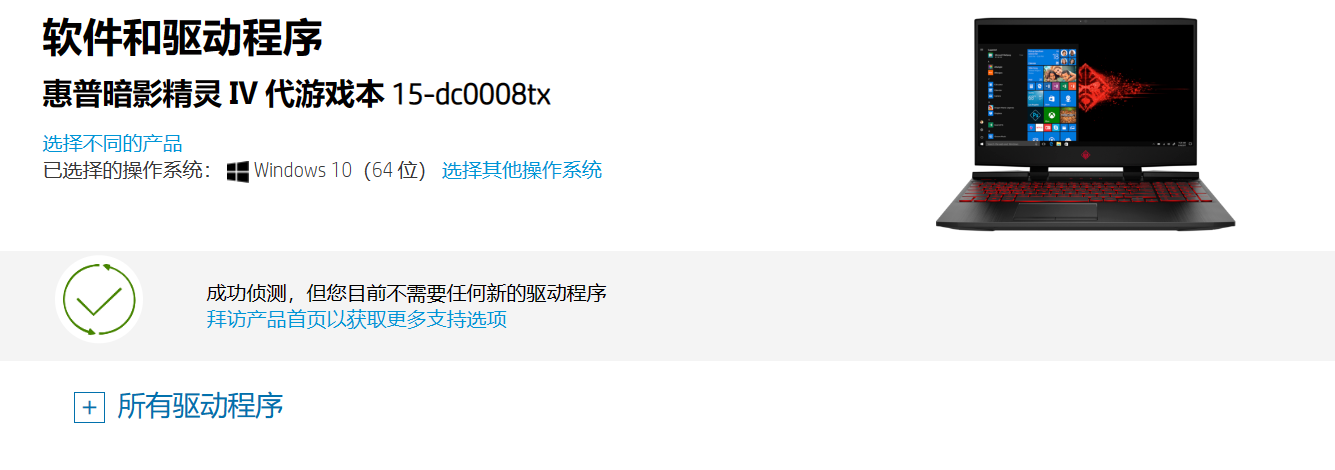 软件和驱动程序
惠普暗影精灵 IV 代游戏本 15-dc0008tx
选择不同的产品
已选择的操作系统： Windows 10（64 位） 选择其他操作系统
成功侦测，但您目前不需要任何新的驱动程序
拜访产品首页以获取更多支持选项
所有驱动程序